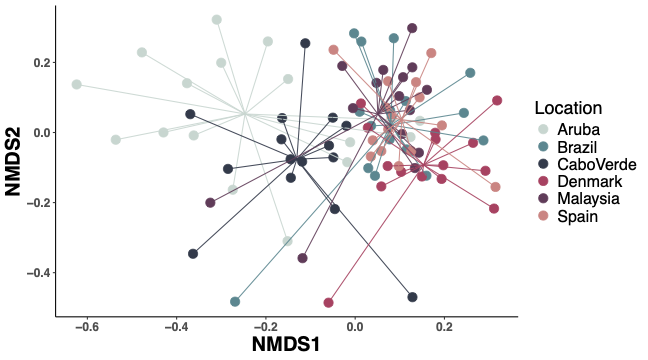 0.2
0.0
−0.2
−0.4
NMDS2
−0.6
−0.4
−0.2
0.0
0.2
NMDS1
Location
Aruba
Brazil
CaboVerde
Denmark
Malaysia
Spain